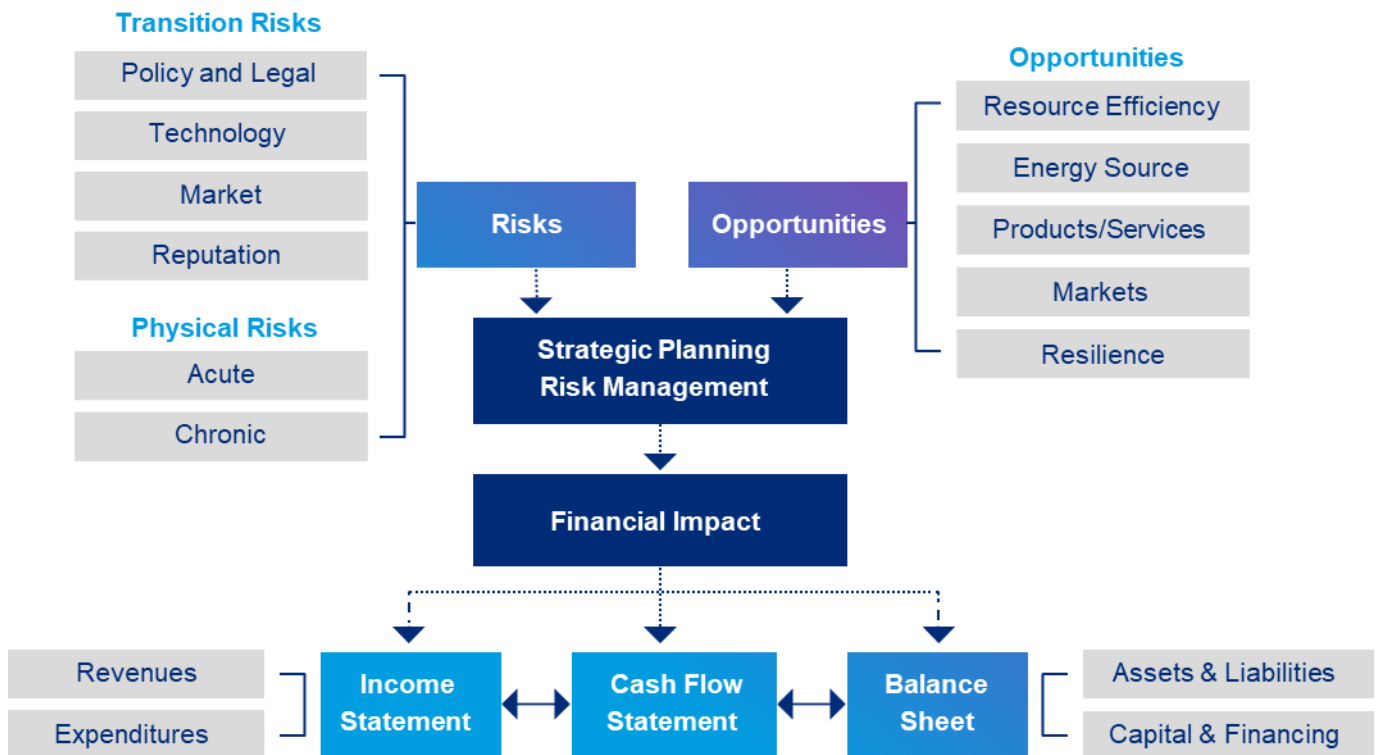 Transition Risks
Policy and Legal
Technology
Market
Reputation
Physical Risks
Acute
Chronic
Risks
Opportunities
Opportunities
Resource Efficiency
Energy Source
Products/Services
Markets
Resilience
Strategic Planning
Risk Management
Financial Impact
Revenues
Expenditures
Income
Statement
Cash Flow
Statement
Balance
Sheet
Assets & Liabilities
Capital & Financing